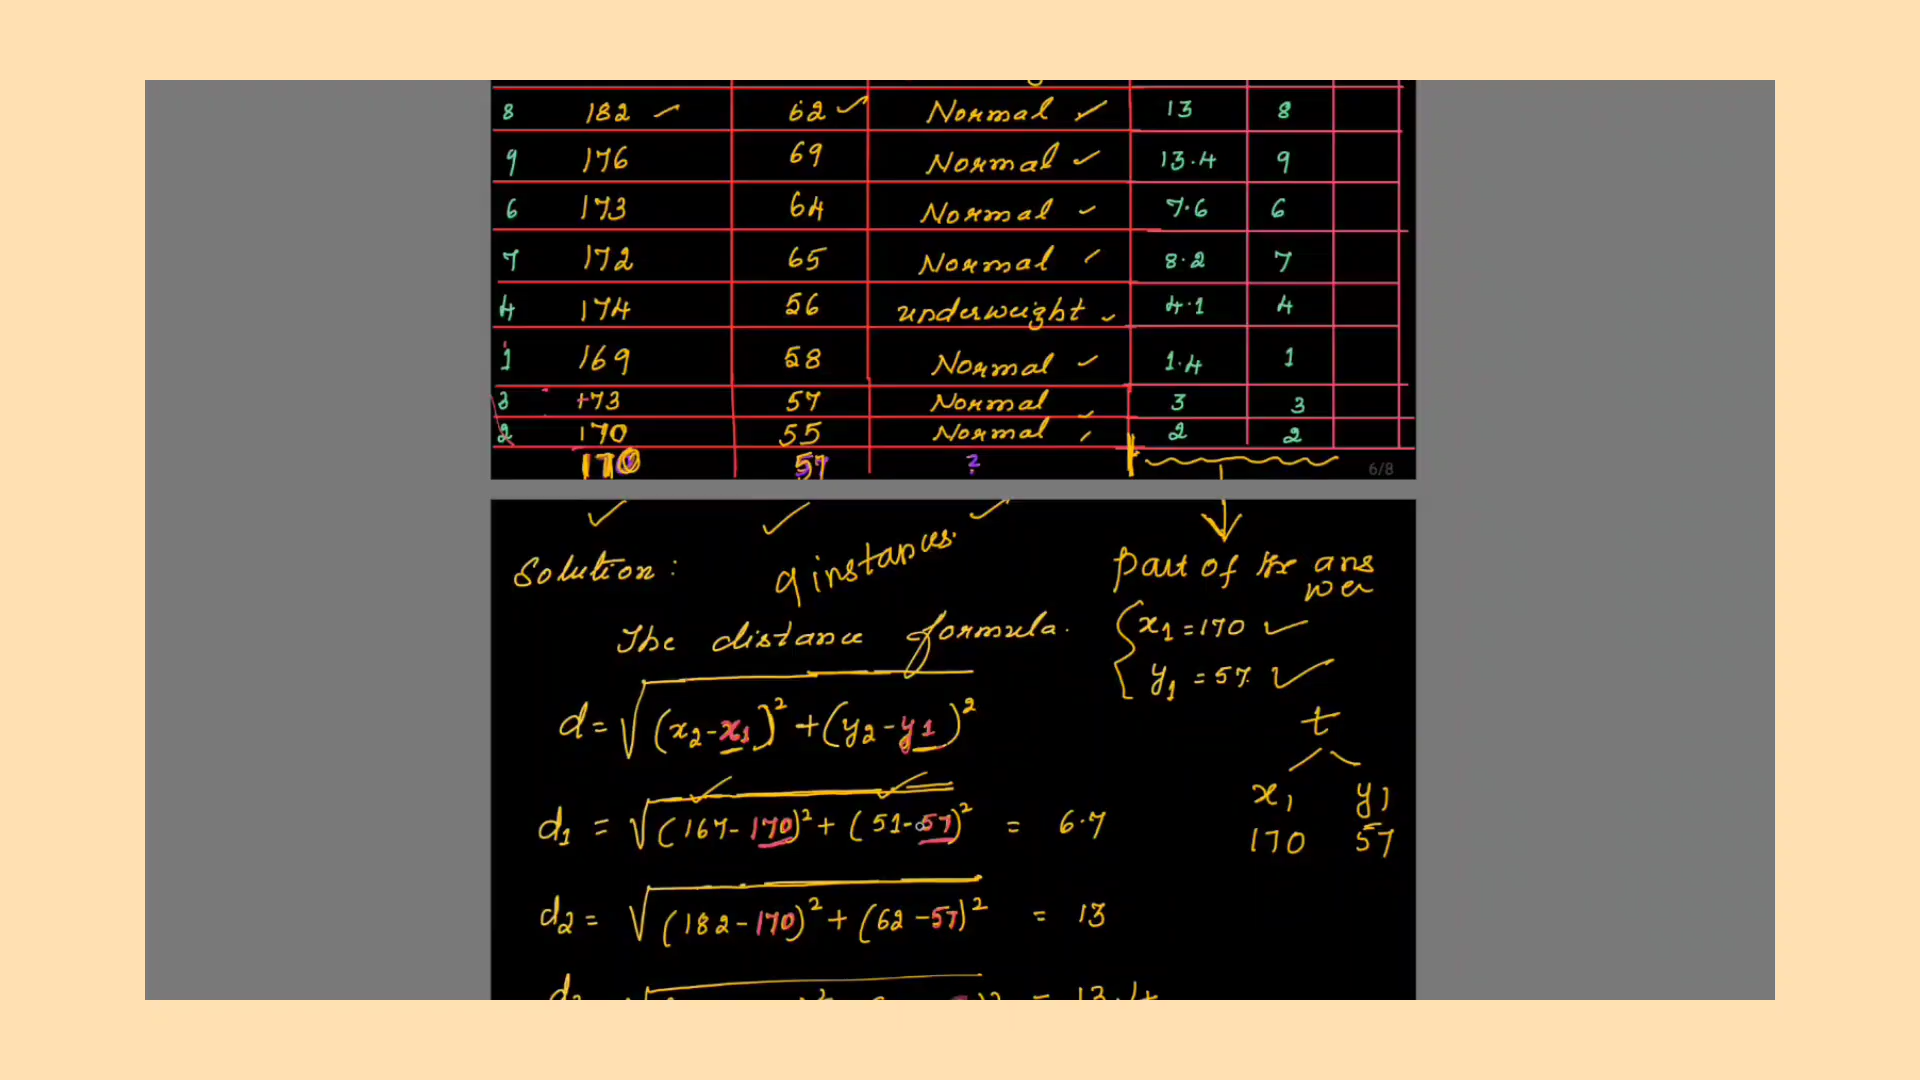 8 182 ✓ 62 ✓ Normal ✓ 13 8
9 176 69 Normal ✓ 13.4 9
6 173 64 Normal ✓ 7.6 6
7 172 65 Normal ✓ 8.2 7
4 174 56 underweight ✓ 4.1 4
1 169 58 Normal ✓ 1.4 1
3 173 57 Normal ✓ 3 3
2 170 55 Normal ✓ 2 2
170 57 ?
6/8
Solution: 9 instances.
Part of the ans
wer
The distance formula.
x₁ = 170 ✓
y₁ = 57. ✓
d = √(x₂-x₁)² + (y₂-y₁)²
t
x₁ y₁
170 57
d₁ = √(167-170)² + (51-57)² = 6.7
d₂ = √(182-170)² + (62-57)² = 13